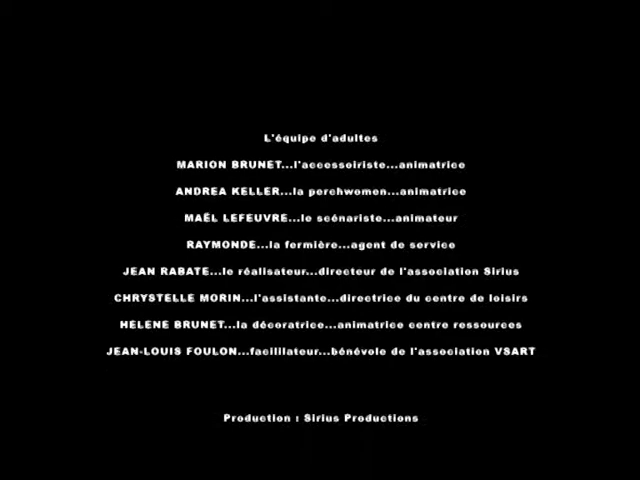 L'équipe d'adultes
MARION BRUNET...l'accessoiriste...animatrice
ANDREA KELLER...la perchwomen...animatrice
MAËL LEFEUVRE...le scénariste...animateur
RAYMONDE...la fermière...agent de service
JEAN RABATE...le réalisateur...directeur de l'association Sirius
CHRYSTELLE MORIN...l'assistante...directrice du centre de loisirs
HELENE BRUNET...la décoratrice...animatrice centre ressources
JEAN-LOUIS FOULON...facilitateur...bénévole de l'association VSART
Production : Sirius Productions